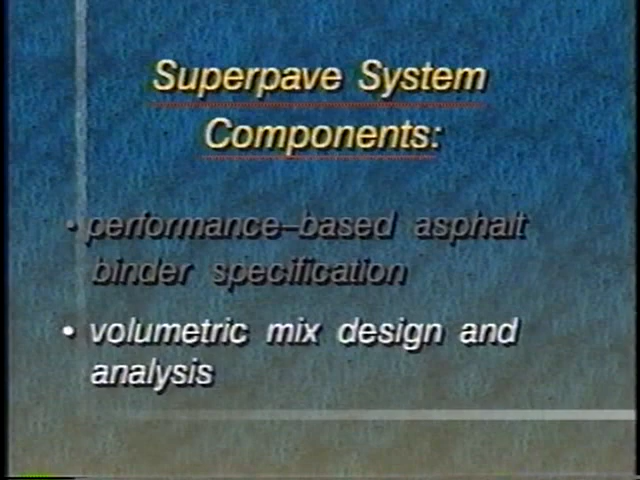 Superpave System
Components:
• performance–based asphalt
binder specification
• volumetric mix design and
analysis